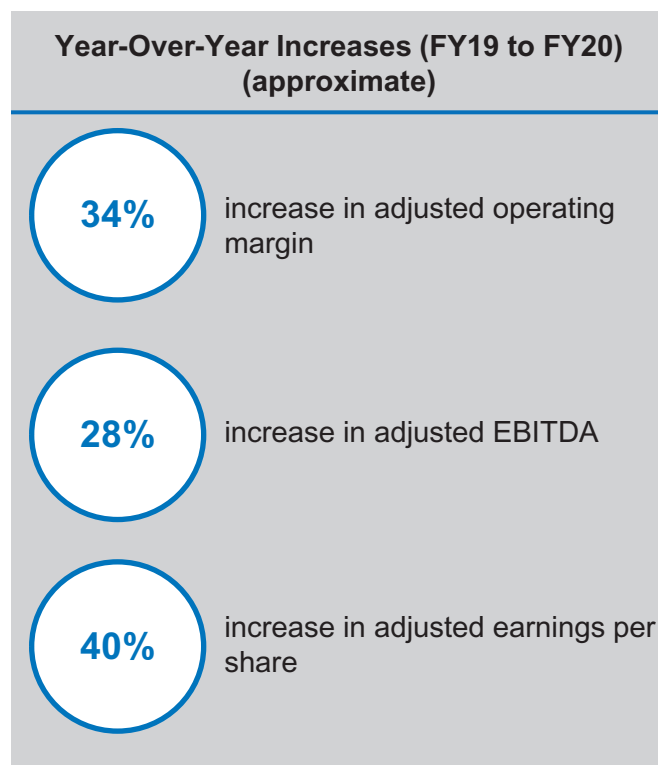 Year-Over-Year Increases (FY19 to FY20)
(approximate)
34%
increase in adjusted operating
margin
28%
increase in adjusted EBITDA
40%
increase in adjusted earnings per
share